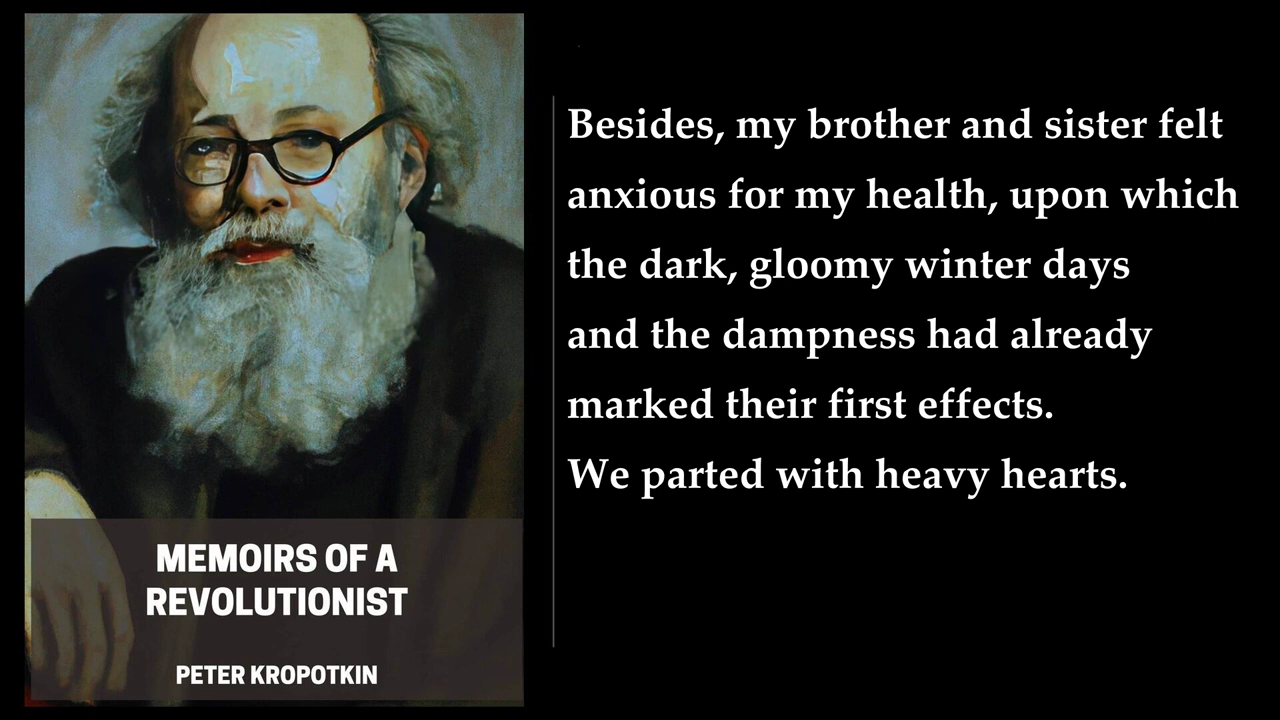 MEMOIRS OF A
REVOLUTIONIST
PETER KROPOTKIN
Besides, my brother and sister felt
anxious for my health, upon which
the dark, gloomy winter days
and the dampness had already
marked their first effects.
We parted with heavy hearts.